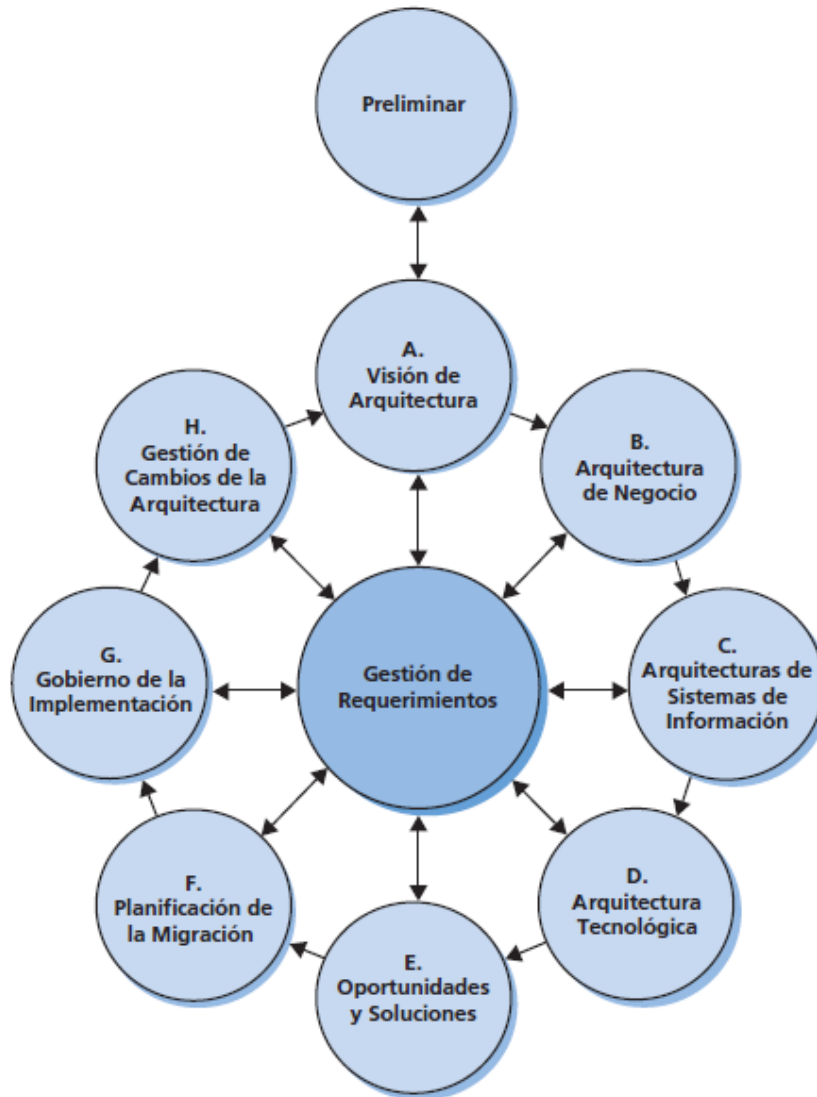 Preliminar
A.
Visión de
Arquitectura
B.
Arquitectura
de Negocio
C.
Arquitecturas de
Sistemas de
Información
D.
Arquitectura
Tecnológica
E.
Oportunidades
y Soluciones
F.
Planificación de
la Migración
G.
Gobierno de la
Implementación
H.
Gestión de
Cambios de la
Arquitectura
Gestión de
Requerimientos